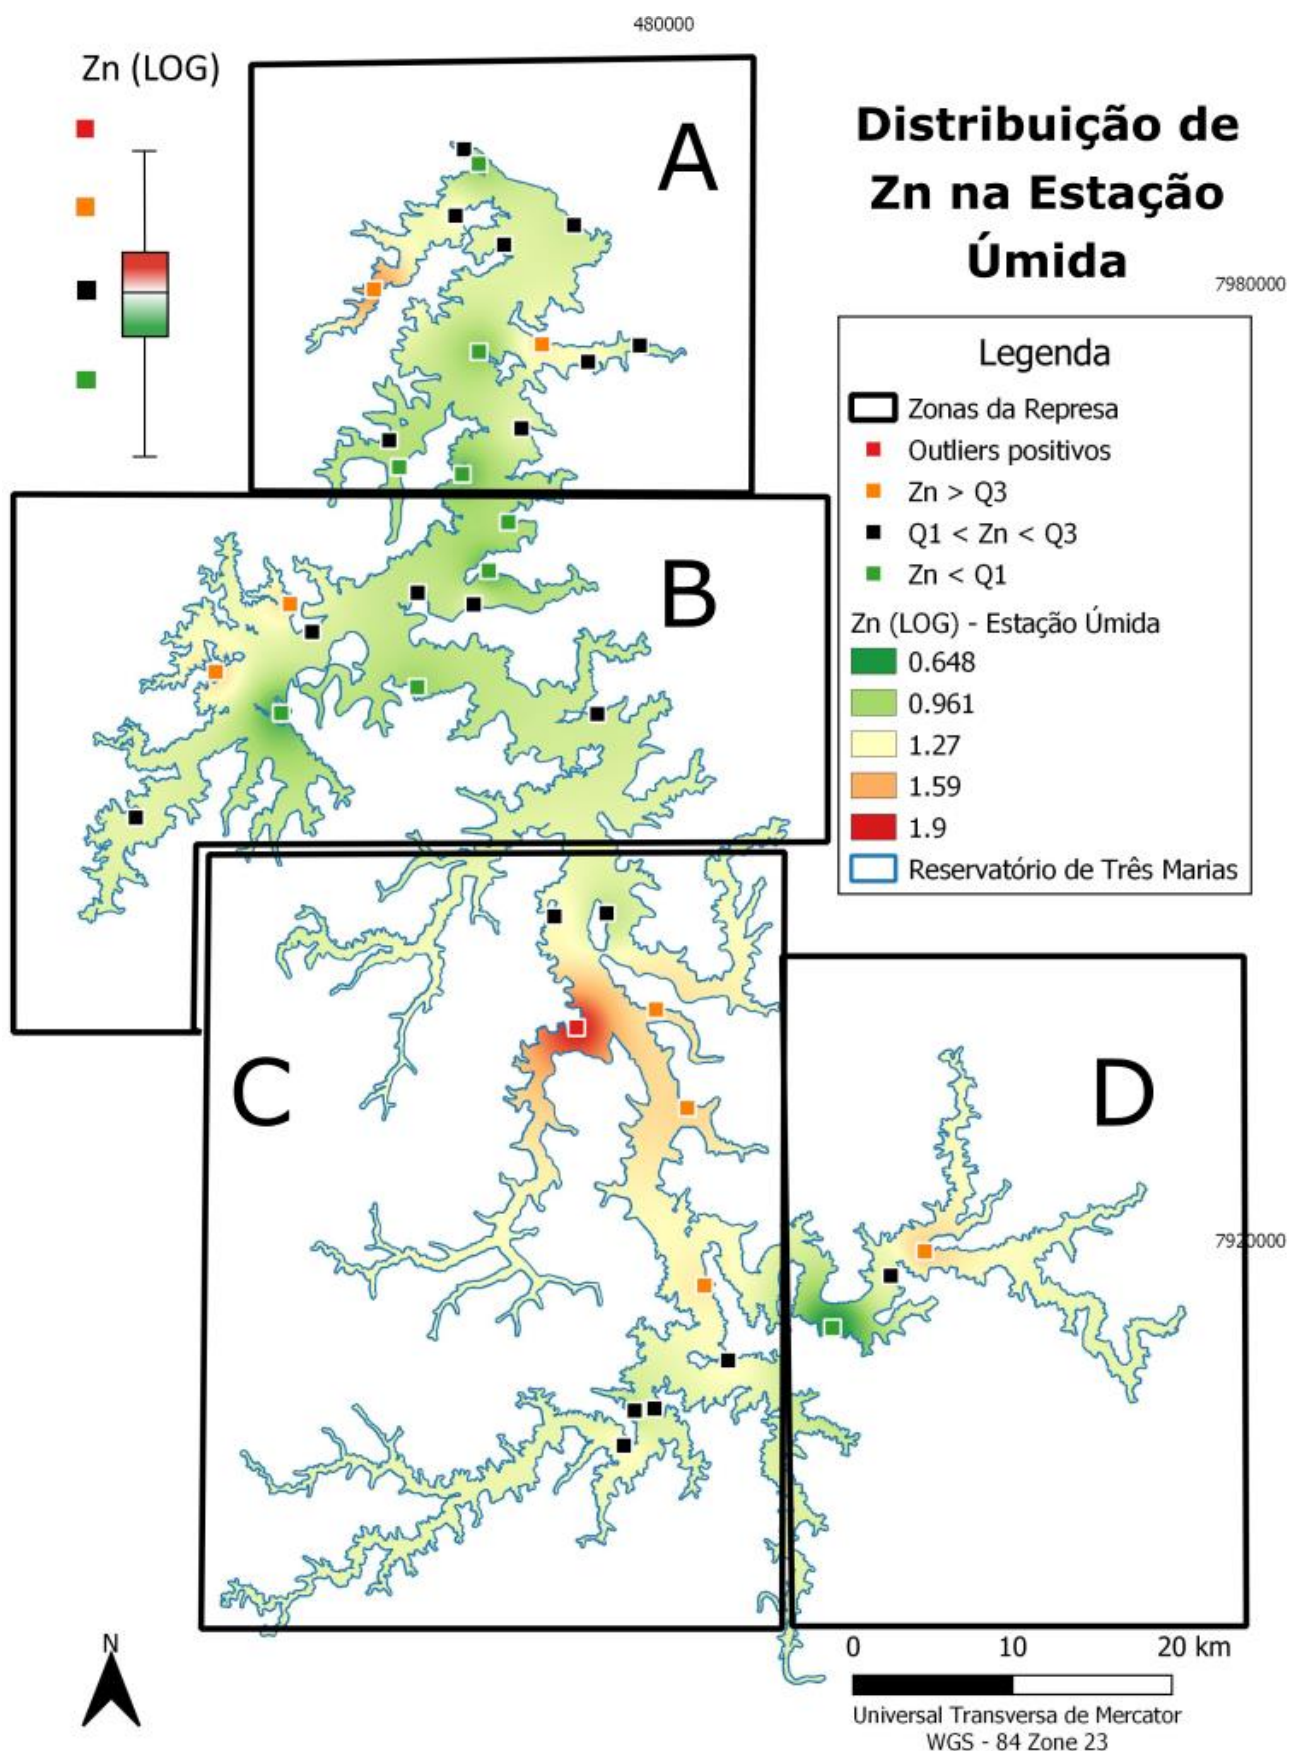 480000
Zn (LOG)
Distribuição de
Zn na Estação
Úmida
7980000
A
Legenda
Zonas da Represa
Outliers positivos
Zn > Q3
Q1 < Zn < Q3
Zn < Q1
Zn (LOG) - Estação Úmida
0.648
0.961
1.27
1.59
1.9
Reservatório de Três Marias
B
C
D
7920000
N
0 10 20 km
Universal Transversa de Mercator
WGS - 84 Zone 23